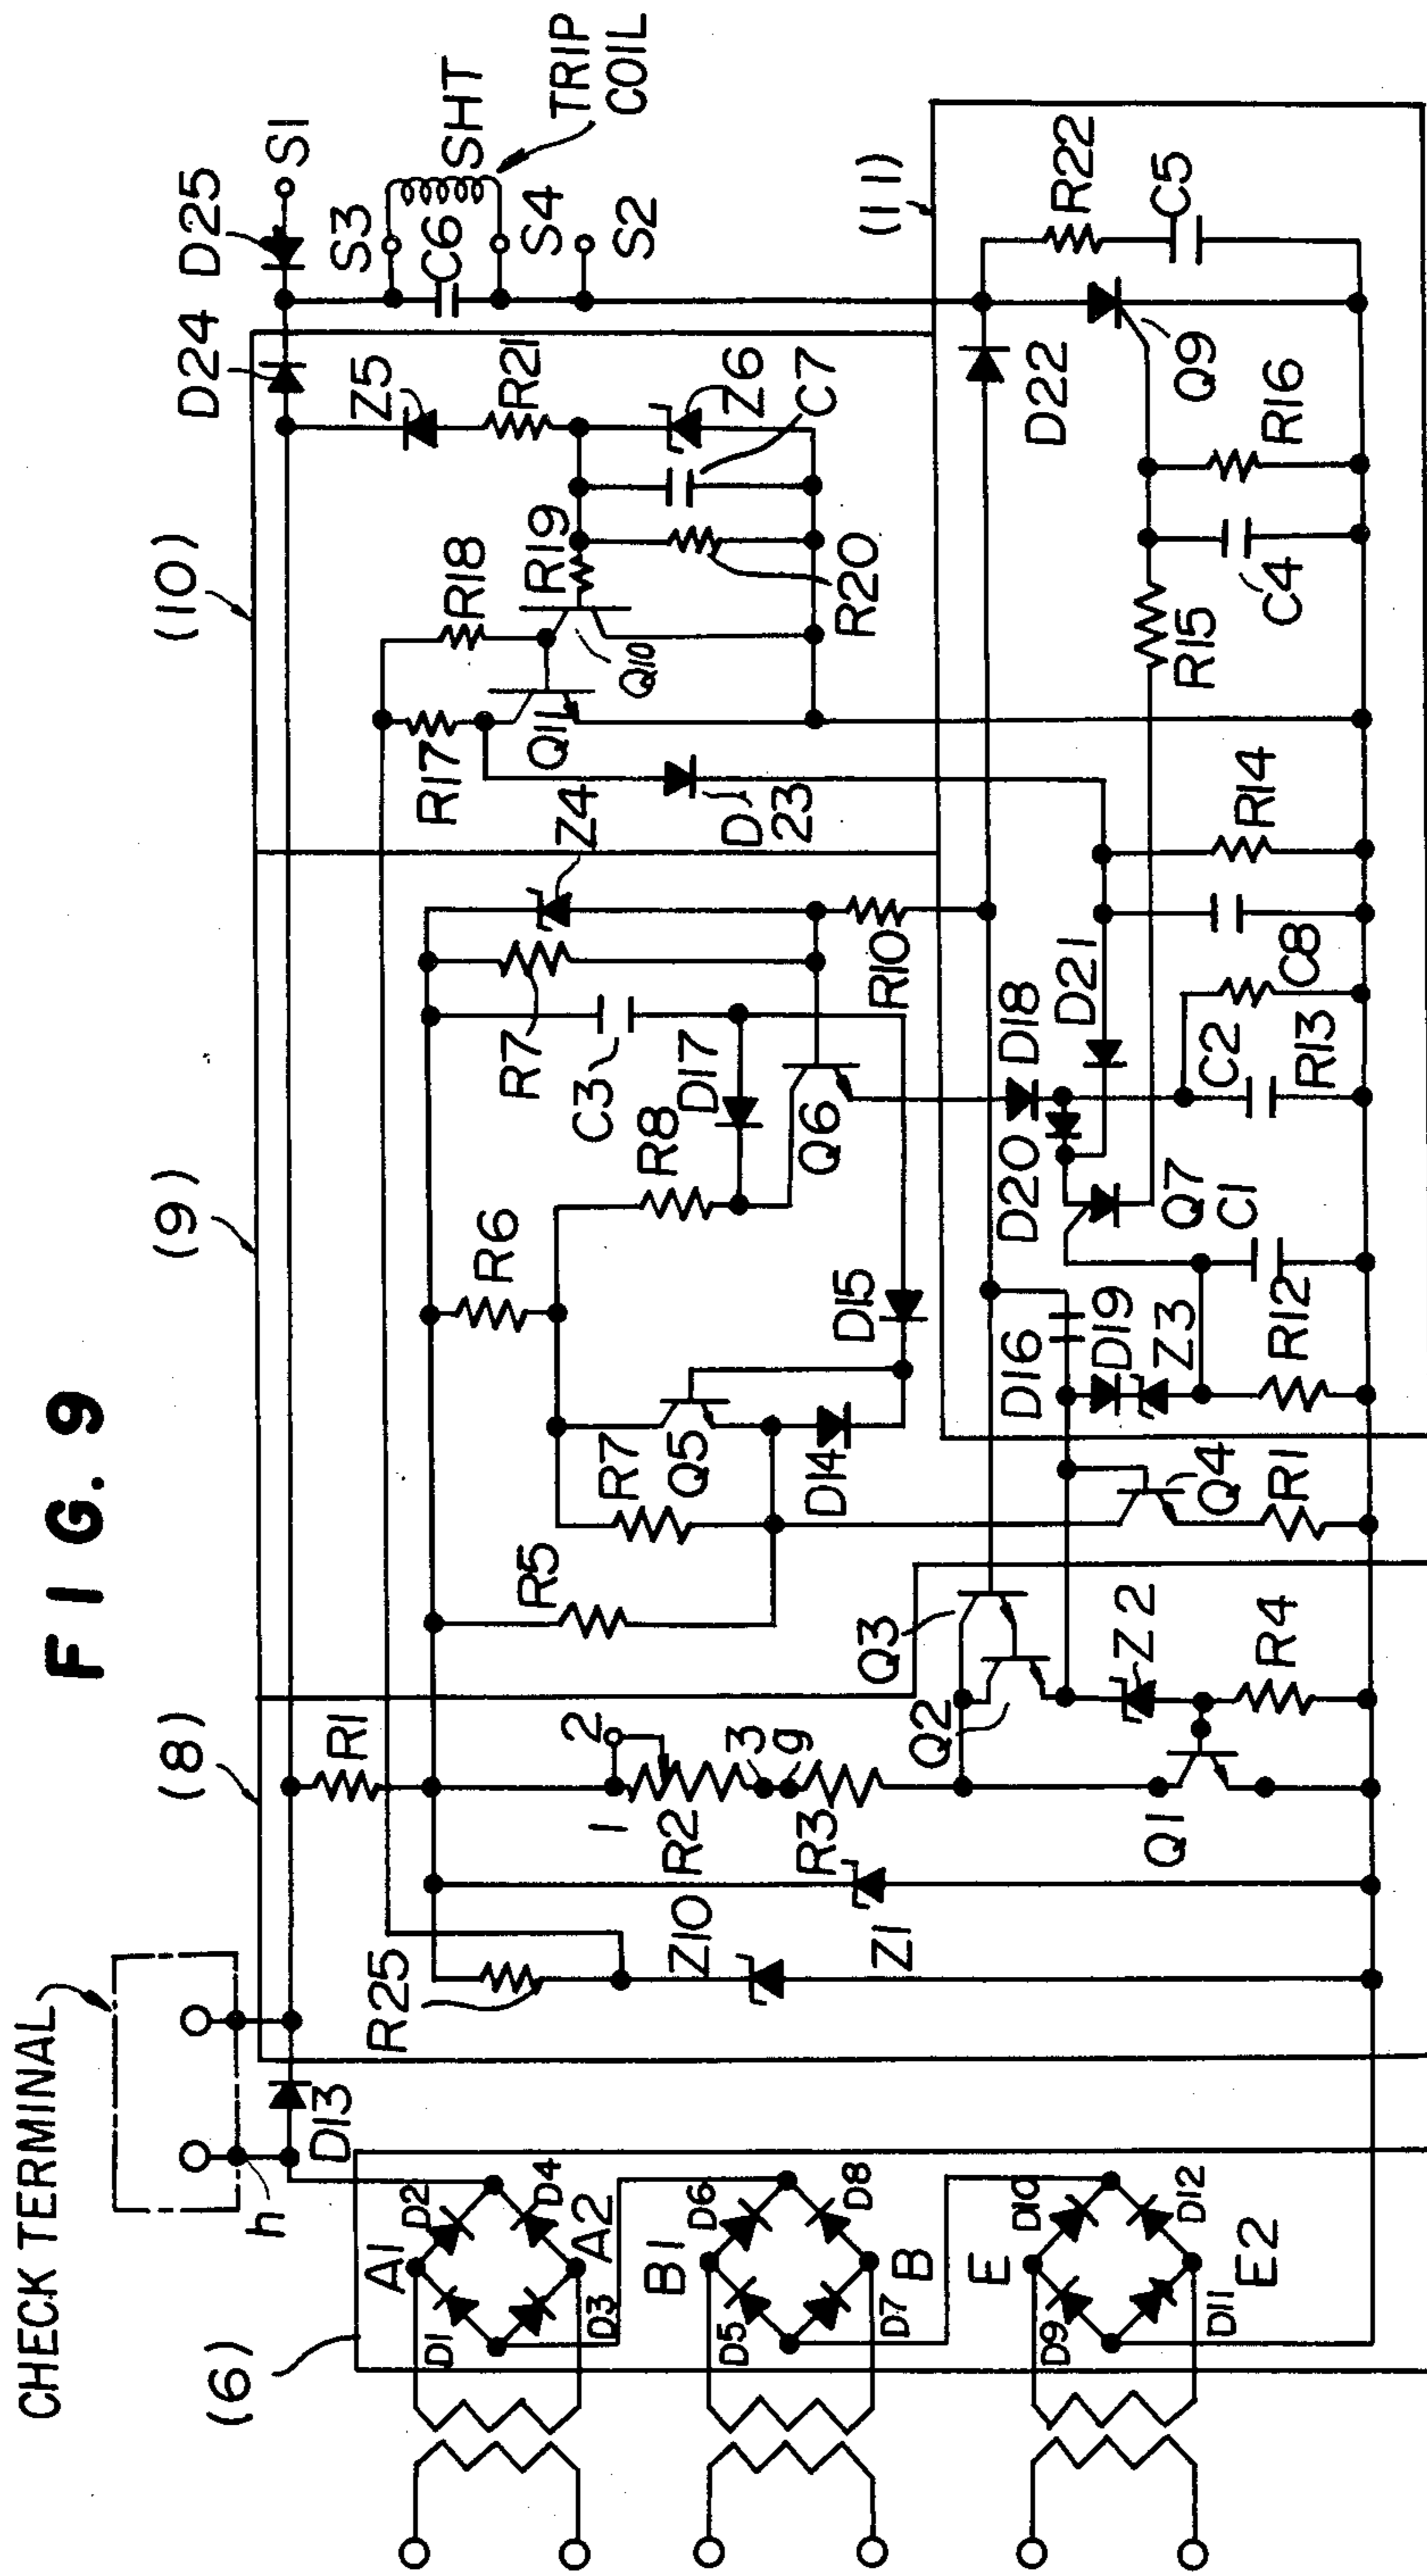 FIG. 9
CHECK TERMINAL
h
(6)
(8)
(9)
(10)
(11)
D13
D24
D25
S1
S3
C6
SHT
S4
S2
TRIP
COIL
A1
D2
D4
D1
D3
A2
B1
D6
D8
D5
D7
B
E
D10
D12
D9
D11
E2
R25
Z10
Z1
R1
1
2
R2
3
g
R3
Q1
Q2
Q3
Z2
R4
R5
R7
Q5
D14
D15
R6
R8
D17
C3
R7
Z4
Q6
R10
Q4
R1
D16
D19
Z3
R12
C1
Q7
D20
D18
D21
C2
R13
C8
R14
R17
R18
Q11
Q10
D
23
R19
R20
R21
Z5
Z6
C7
R15
C4
R16
Q9
D22
R22
C5